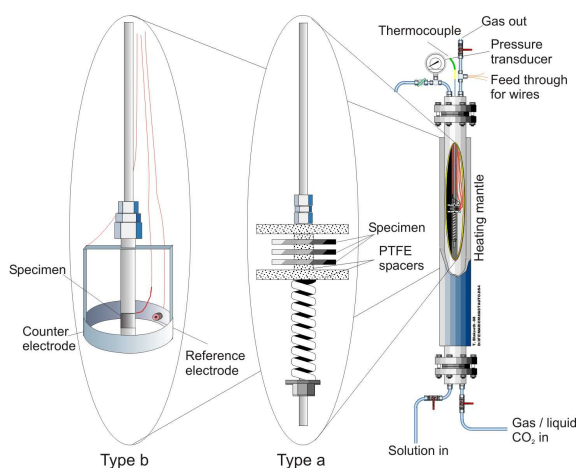 Gas out
Thermocouple
Pressure
transducer
Feed through
for wires
Specimen
PTFE
spacers
Heating mantle
Specimen
Counter
electrode
Reference
electrode
Solution in
Gas / liquid
CO₂ in
Type b
Type a